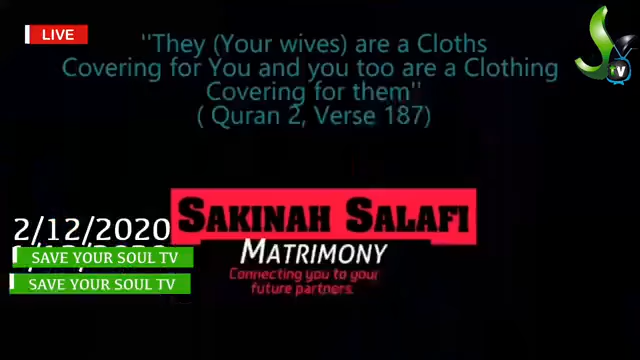 LIVE
"They (Your wives) are a Cloths
Covering for You and you too are a Clothing
Covering for them"
( Quran 2, Verse 187)
TV
SAKINAH SALAFI
2/12/2020
MATRIMONY
SAVE YOUR SOUL TV
Connecting you to your
future partners.
SAVE YOUR SOUL TV